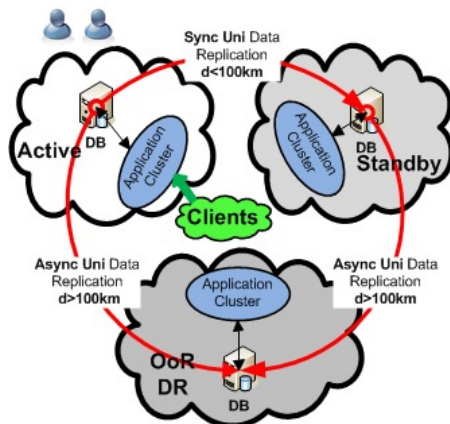 Sync Uni Data
Replication
d<100km
Active
DB
Application
Cluster
Application
Cluster
DB
Standby
Clients
Async Uni Data
Replication
d>100km
Async Uni Data
Replication
d>100km
Application
Cluster
OoR
DR
DB